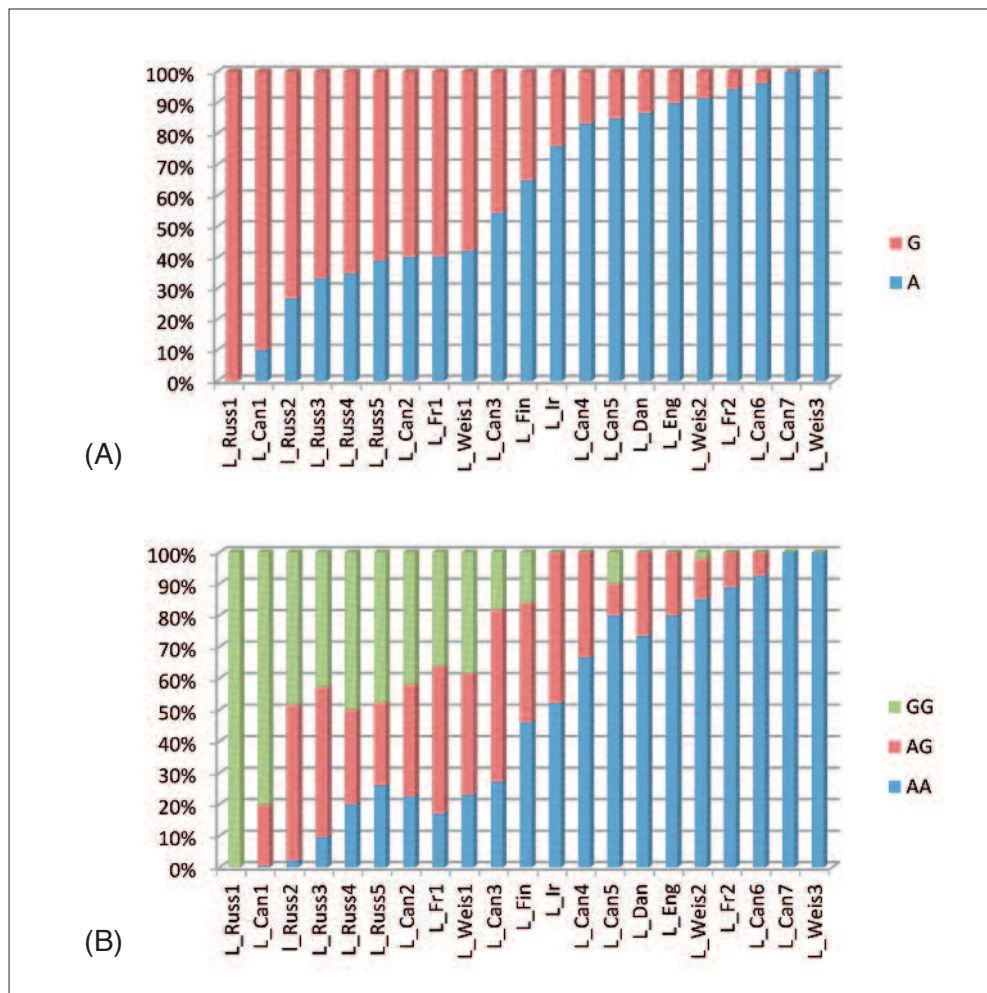 100%
90%
80%
70%
60%
50%
40%
30%
20%
10%
0%
G
A
L_Russ1
L_Can1
I_Russ2
L_Russ3
L_Russ4
L_Russ5
L_Can2
L_Fr1
L_Weis1
L_Can3
L_Fin
L_Ir
L_Can4
L_Can5
L_Dan
L_Eng
L_Weis2
L_Fr2
L_Can6
L_Can7
L_Weis3
(A)
100%
90%
80%
70%
60%
50%
40%
30%
20%
10%
0%
GG
AG
AA
L_Russ1
L_Can1
I_Russ2
L_Russ3
L_Russ4
L_Russ5
L_Can2
L_Fr1
L_Weis1
L_Can3
L_Fin
L_Ir
L_Can4
L_Can5
L_Dan
L_Eng
L_Weis2
L_Fr2
L_Can6
L_Can7
L_Weis3
(B)